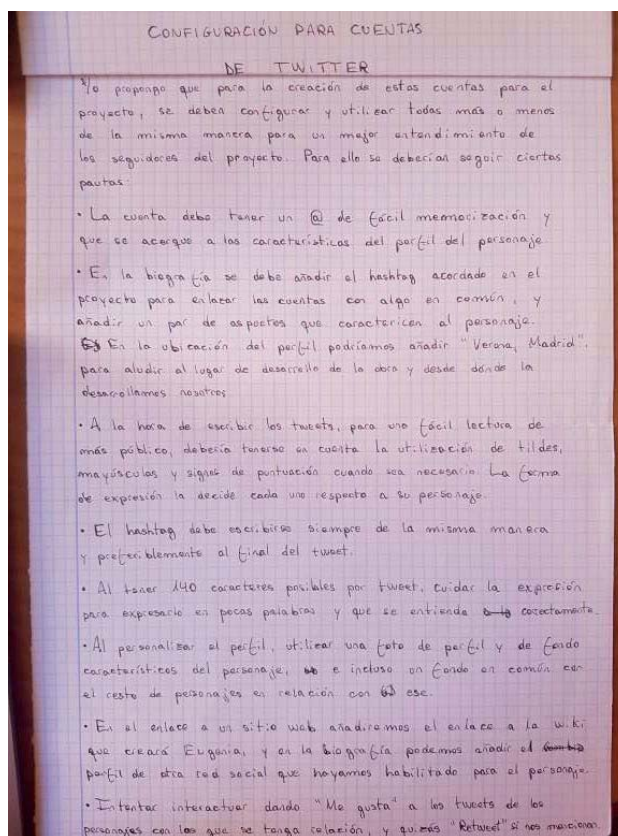 CONFIGURACIÓN PARA CUENTAS
DE TWITTER
Yo propongo que para la creación de estas cuentas para el
proyecto, se deben configurar y utilizar todas más o menos
de la misma manera para un mejor entendimiento de
los seguidores del proyecto. Para ello se deberían seguir ciertas
pautas:
· La cuenta debe tener un @ de fácil memorización y
que se acerque a las características del perfil del personaje.
· En la biografía se debe añadir el hashtag acordado en el
proyecto para enlazar las cuentas con algo en común, y
añadir un par de aspectos que caractericen al personaje.
En la ubicación del perfil podríamos añadir "Verona, Madrid".
para aludir al lugar de desarrollo de la obra y desde donde la
desarrollamos nosotros
· A la hora de escribir los tweets, para una fácil lectura de
más público, debería tenerse en cuenta la utilización de tildes,
mayúsculas y signos de puntuación cuando sea necesario. La forma
de expresión la decide cada uno respecto a su personaje.
· El hashtag debe escribirse siempre de la misma manera
y preferiblemente al final del tweet.
· Al tener 140 caracteres posibles por tweet, cuidar la expresión
para expresarlo en pocas palabras y que se entienda corectamente.
· Al personalizar el perfil, utilizar una foto de perfil y de fondo
característicos del personaje, e incluso un fondo en común con
el resto de personajes en relación con ese.
· En el enlace a un sitio web añadiremos el enlace a la wiki
que creará Eugenia, y en la biografía podemos añadir el
perfil de otra red social que hayamos habilitado para el personaje.
· Intentar interactuar dando "Me gusta" a los tweets de los
personajes con los que se tenga relación, y quizás "Retweet" si nos mencionan.